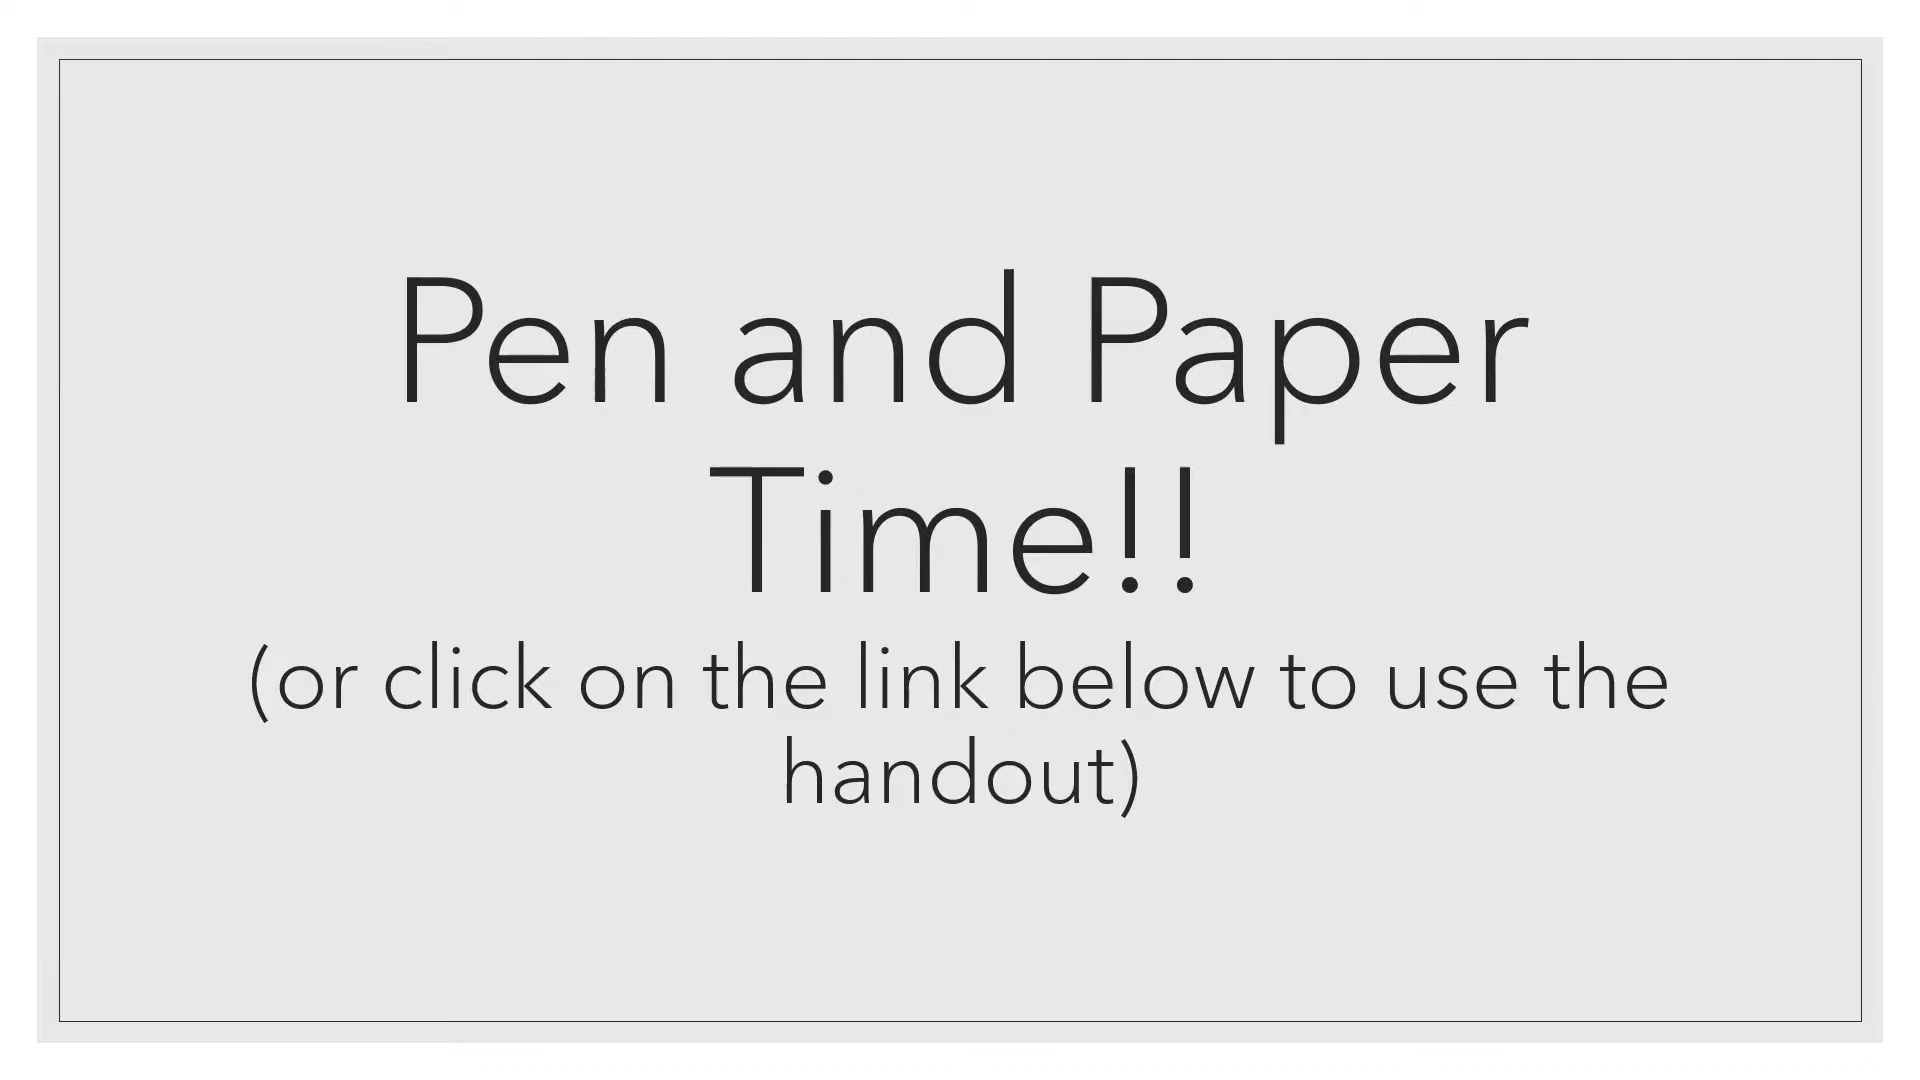 Pen and Paper
Time!!
(or click on the link below to use the
handout)